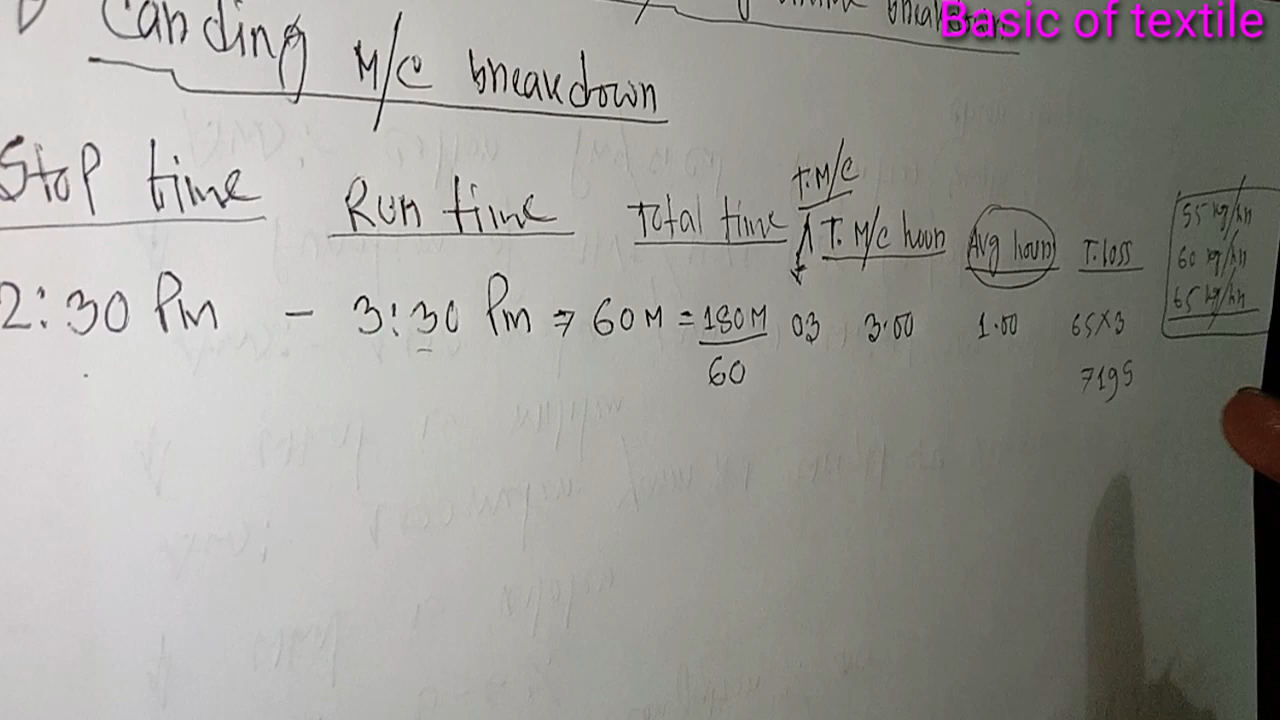 Basic of textile
Carding M/C breakdown
Stop time Run time Total time T.M/C T. M/C hour Avg hour T.loss
55 kg/hr
60 kg/hr
65 kg/hr
2:30 Pm - 3:30 Pm ⇒ 60M = 180M/60 03 3.00 1.00 65×3
7195